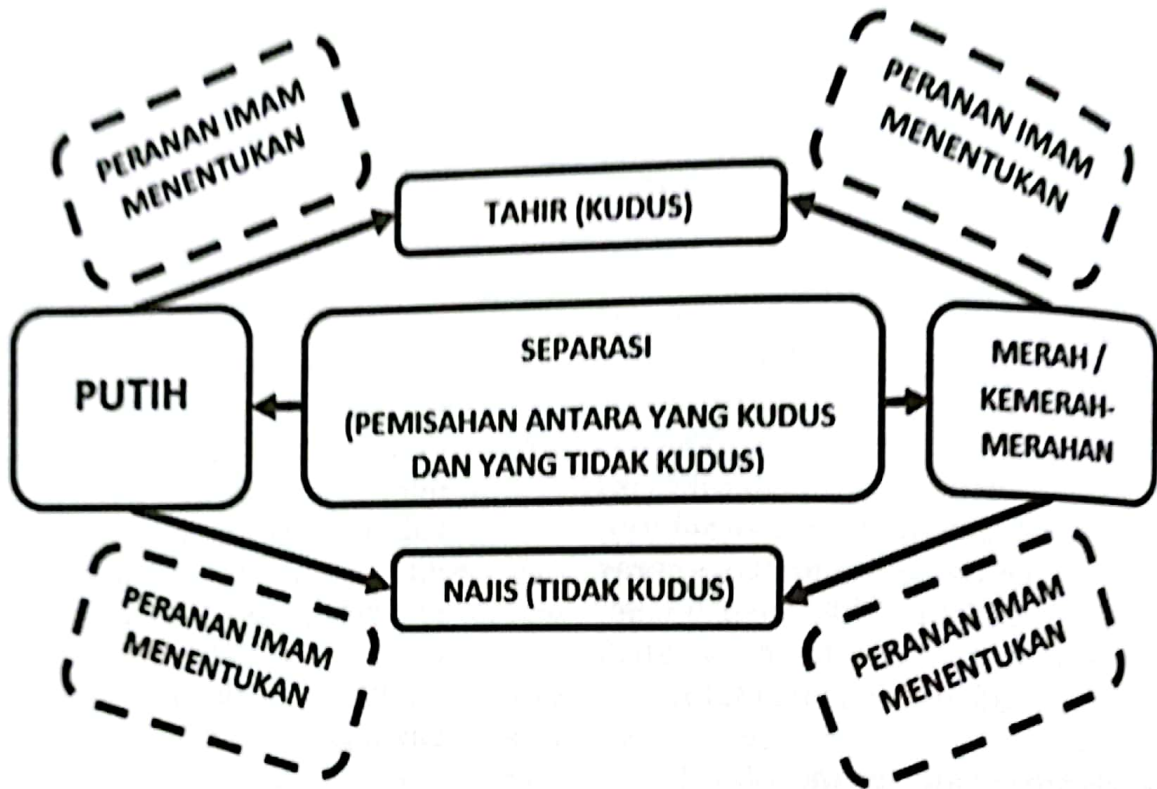 PERANAN IMAM
MENENTUKAN
PERANAN IMAM
MENENTUKAN
TAHIR (KUDUS)
PUTIH
SEPARASI
(PEMISAHAN ANTARA YANG KUDUS
DAN YANG TIDAK KUDUS)
MERAH /
KEMERAH-
MERAHAN
NAJIS (TIDAK KUDUS)
PERANAN IMAM
MENENTUKAN
PERANAN IMAM
MENENTUKAN